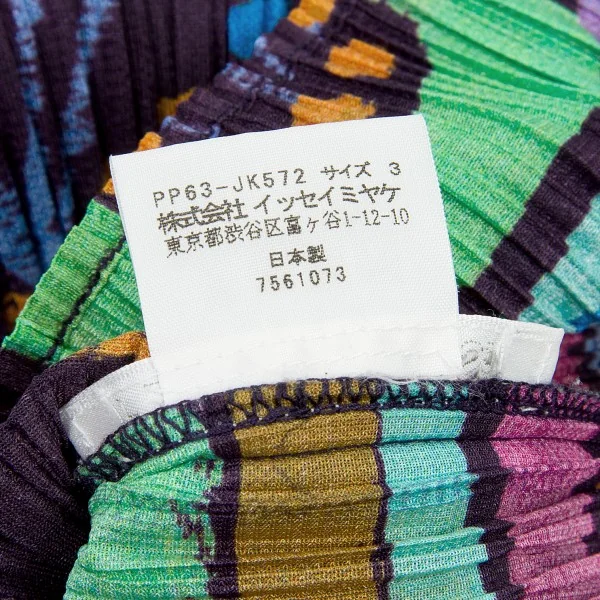 PP63-JK572 サイズ 3
株式会社 イッセイミヤケ
東京都渋谷区富ヶ谷1-12-10
日本製
7561073